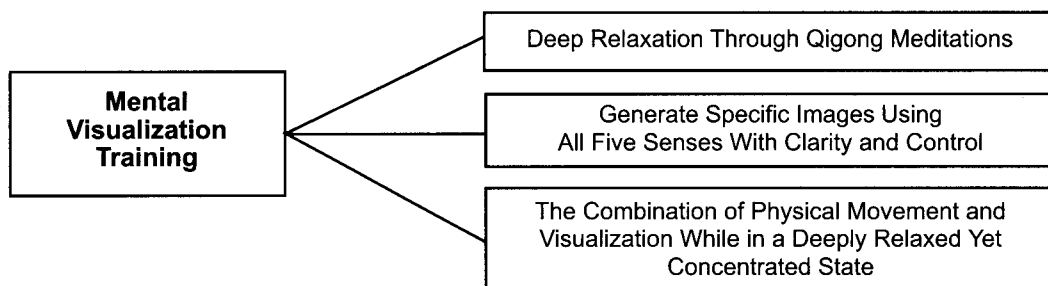 Mental
Visualization
Training
Deep Relaxation Through Qigong Meditations
Generate Specific Images Using
All Five Senses With Clarity and Control
The Combination of Physical Movement and
Visualization While in a Deeply Relaxed Yet
Concentrated State